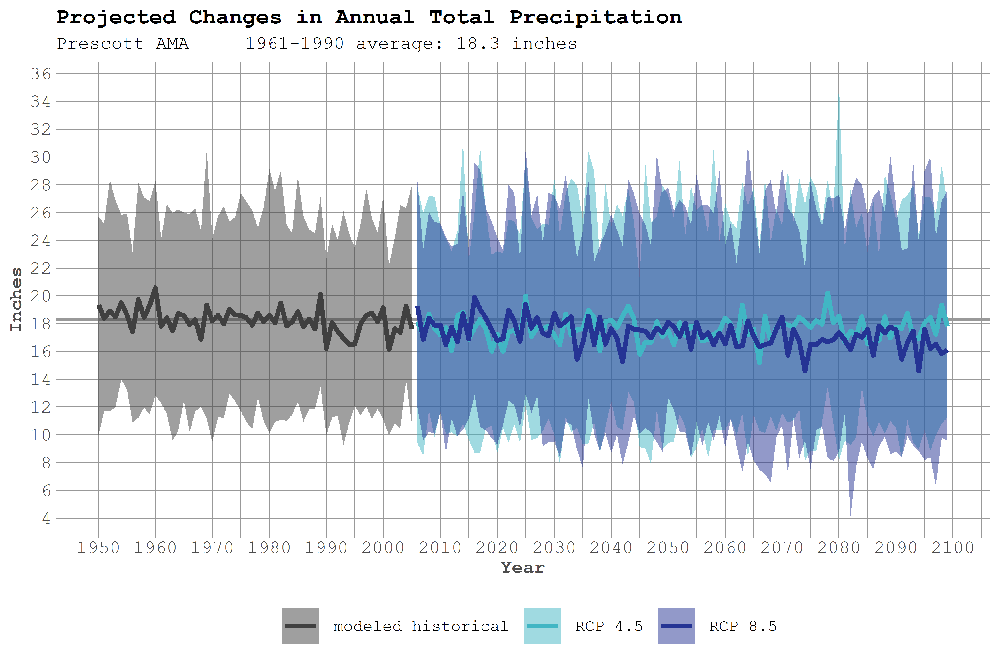 Projected Changes in Annual Total Precipitation
Prescott AMA 1961-1990 average: 18.3 inches
36
34
32
30
28
26
24
22
20
18
16
14
12
10
8
6
4
Inches
1950 1960 1970 1980 1990 2000 2010 2020 2030 2040 2050 2060 2070 2080 2090 2100
Year
modeled historical RCP 4.5 RCP 8.5